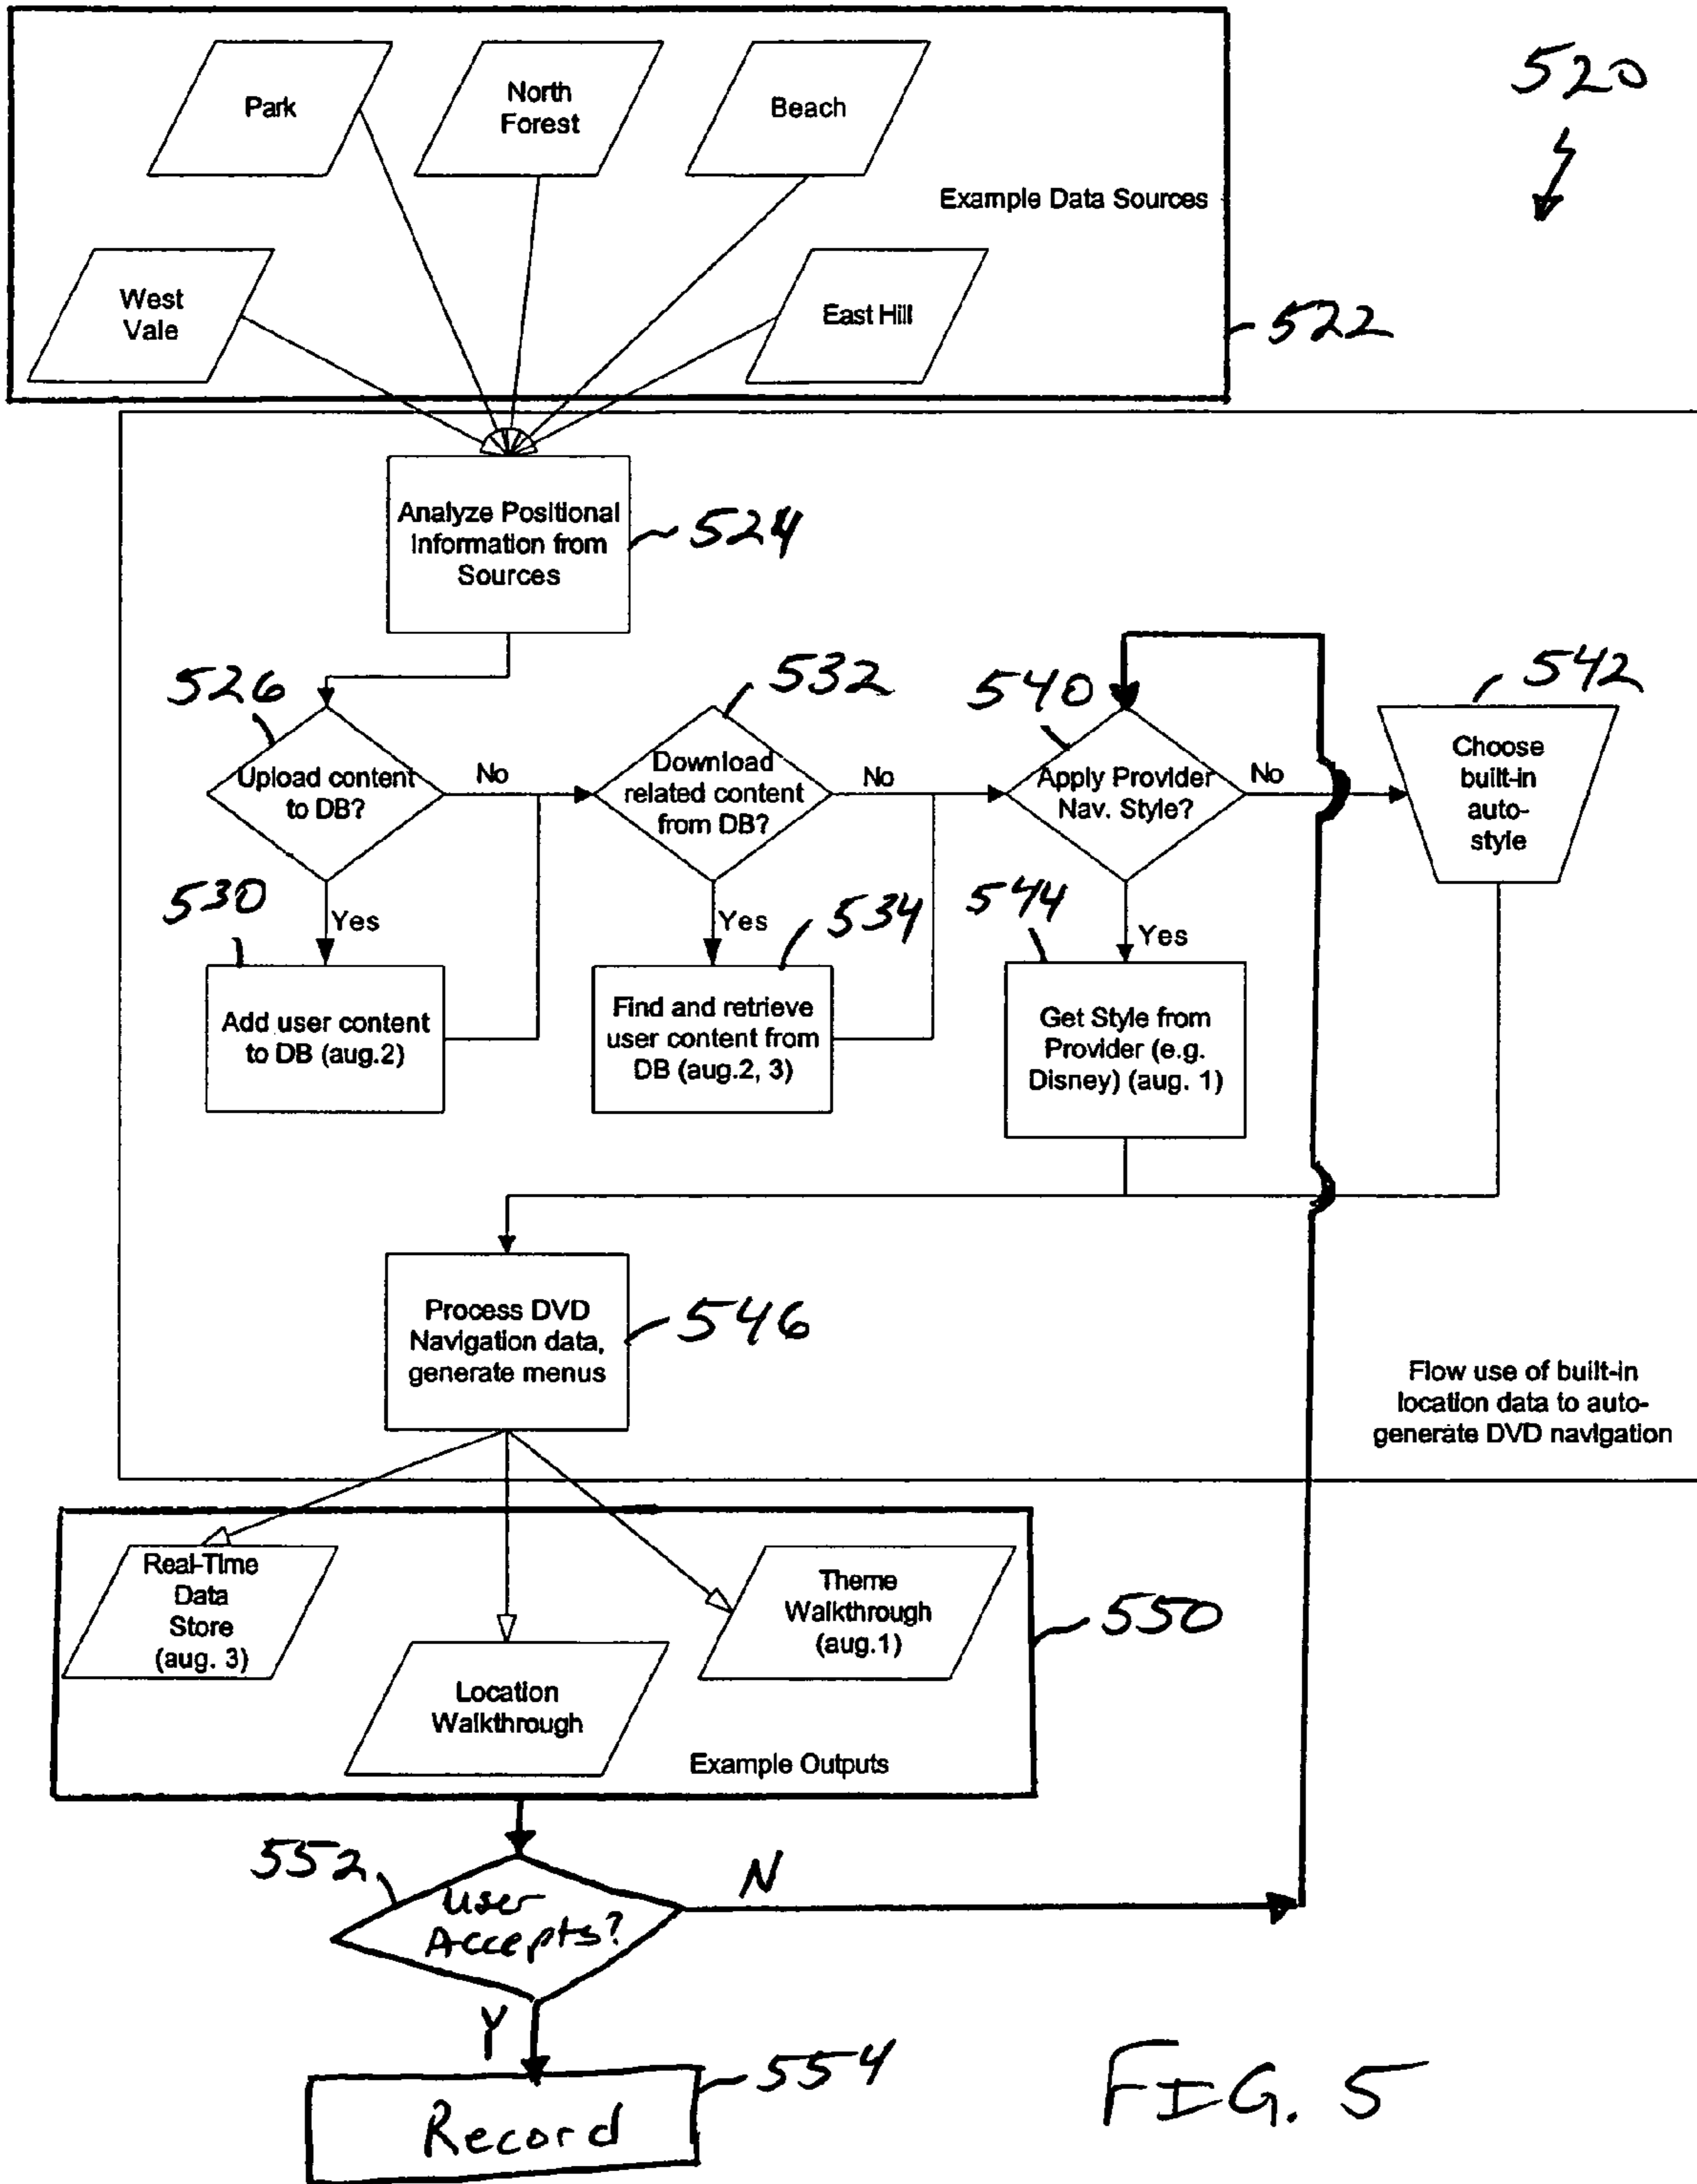 520
Park
North
Forest
Beach
Example Data Sources
West
Vale
East Hill
522
Analyze Positional
Information from
Sources
524
526
532
540
542
Upload content
to DB?
No
Download
related content
from DB?
No
Apply Provider
Nav. Style?
No
Choose
built-in
auto-
style
530
Yes
Yes
534
544
Yes
Add user content
to DB (aug.2)
Find and retrieve
user content from
DB (aug.2, 3)
Get Style from
Provider (e.g.
Disney) (aug. 1)
Process DVD
Navigation data,
generate menus
546
Flow use of built-in
location data to auto-
generate DVD navigation
Real-Time
Data
Store
(aug. 3)
Location
Walkthrough
Theme
Walkthrough
(aug.1)
550
Example Outputs
552
User
Accepts?
N
Y
Record
554
FIG. 5